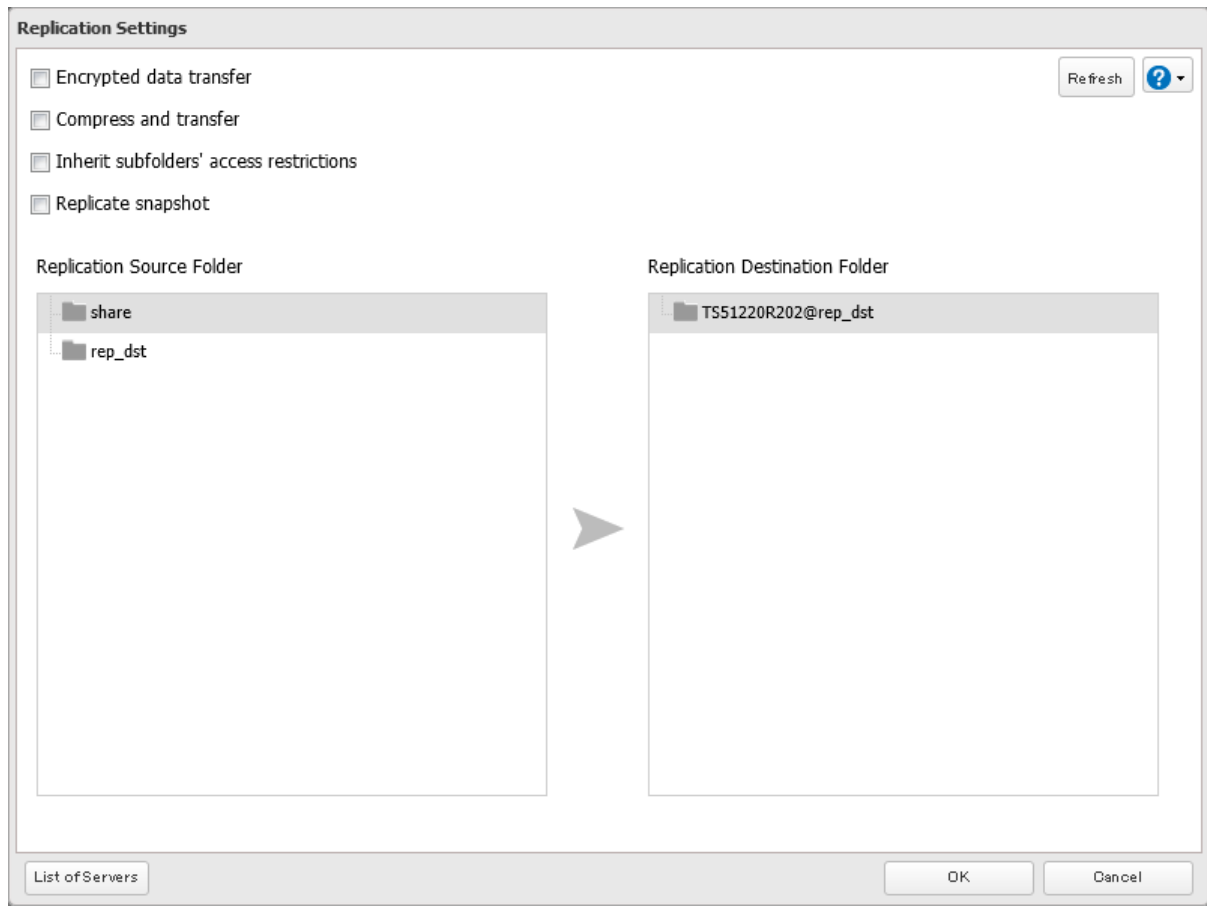 Replication Settings
Encrypted data transfer
Refresh
?
Compress and transfer
Inherit subfolders' access restrictions
Replicate snapshot
Replication Source Folder
Replication Destination Folder
share
TS51220R202@rep_dst
rep_dst
List of Servers
OK
Cancel